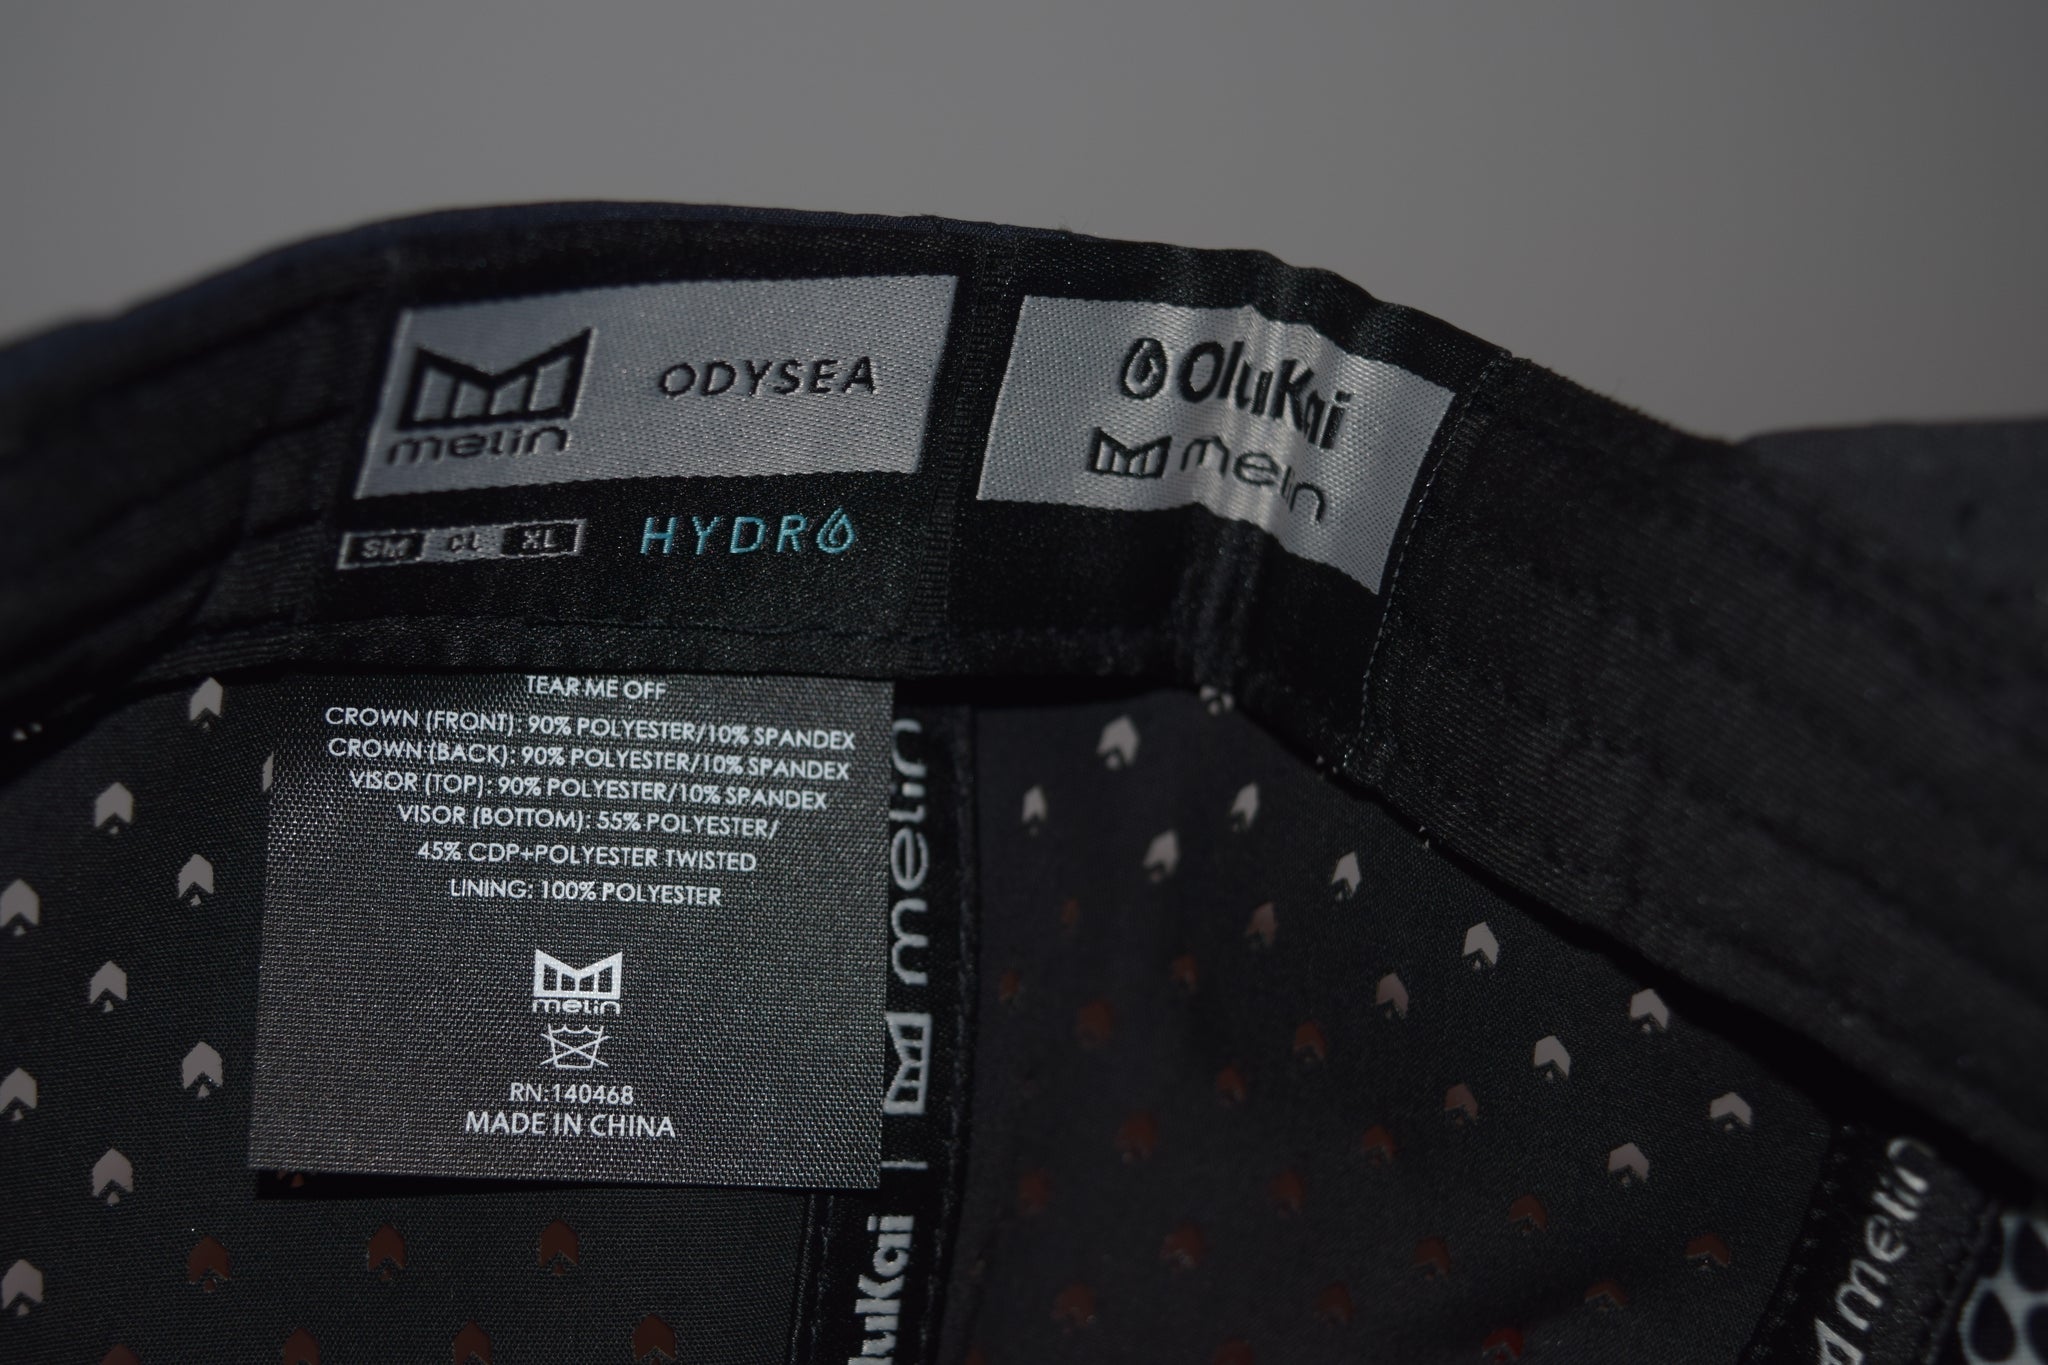 melin
ODYSEA
SM CL XL
HYDRO
OluKai
melin
TEAR ME OFF
CROWN (FRONT): 90% POLYESTER/10% SPANDEX
CROWN (BACK): 90% POLYESTER/10% SPANDEX
VISOR (TOP): 90% POLYESTER/10% SPANDEX
VISOR (BOTTOM): 55% POLYESTER/
45% CDP+POLYESTER TWISTED
LINING: 100% POLYESTER
melin
RN:140468
MADE IN CHINA
melin
melin